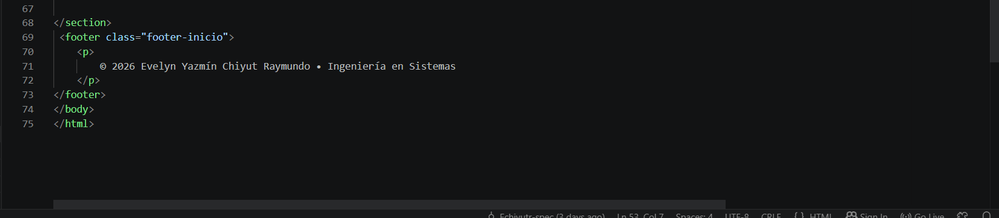 67
68 </section>
69 <footer class="footer-inicio">
70 <p>
71 © 2026 Evelyn Yazmín Chiyut Raymundo • Ingeniería en Sistemas
72 </p>
73 </footer>
74 </body>
75 </html>
Echiyutr-spec (3 days ago) Ln 53, Col 7 Spaces: 4 UTF-8 CRLF {} HTML Sign In Go Live